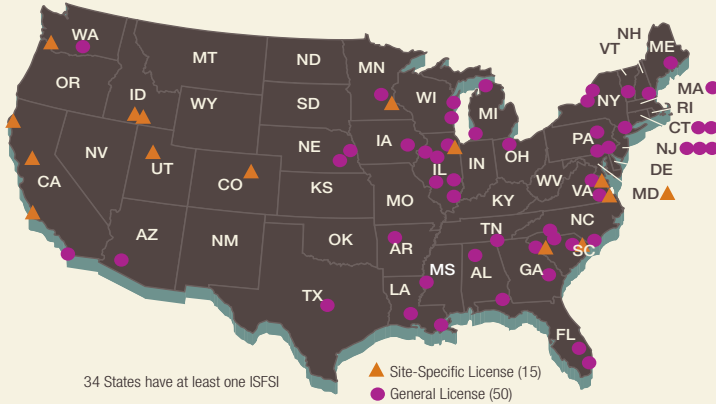 NH
WA
VT
ME
MT
ND
MN
OR
MA
ID
WI
NY
SD
WY
MI
RI
CT
PA
NJ
NE
IA
NV
OH
IN
UT
IL
DE
CA
CO
WV
VA
MD
KS
MO
KY
NC
TN
AZ
OK
NM
AR
SC
MS
AL
GA
LA
TX
FL
34 States have at least one ISFSI
Site-Specific License (15)
General License (50)